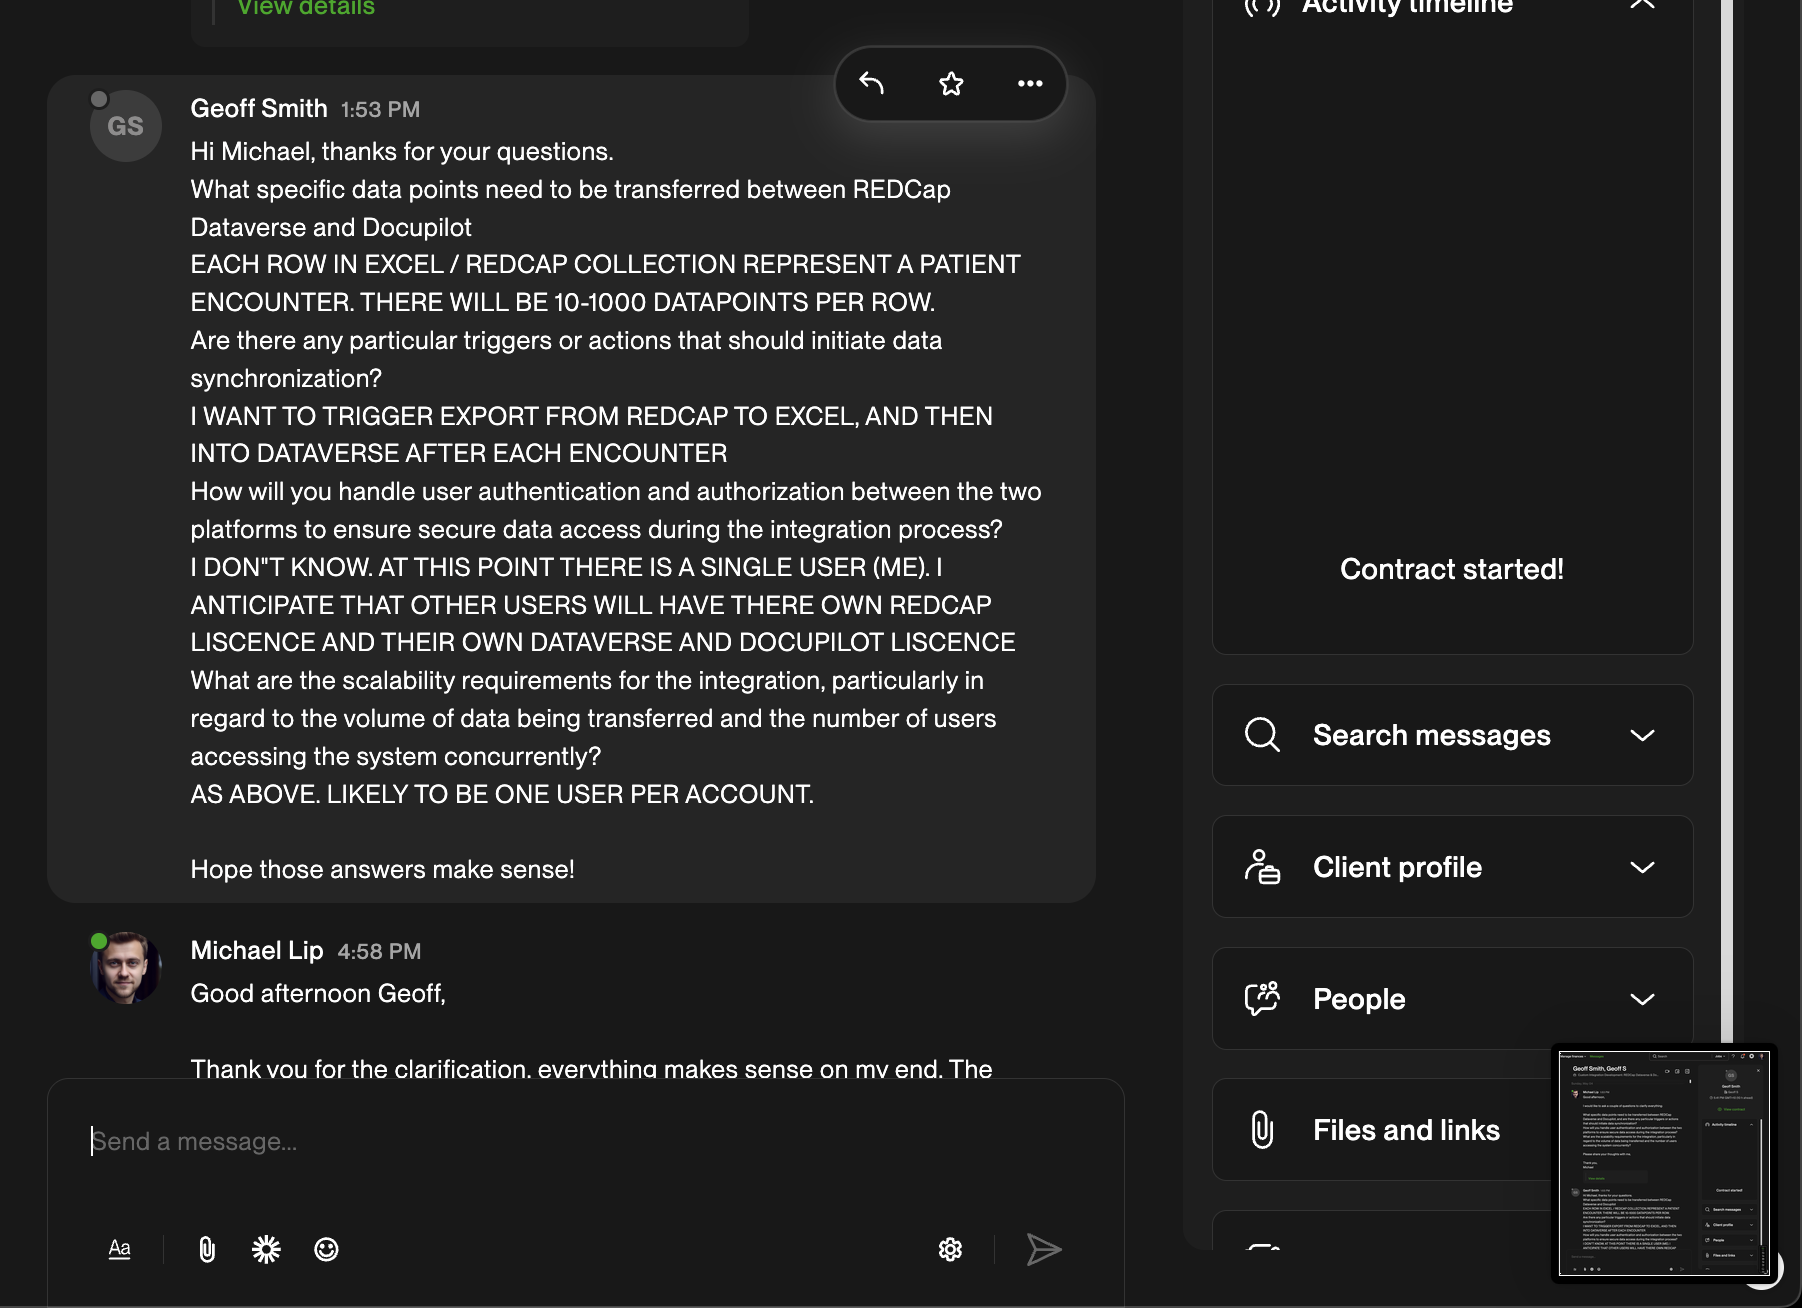 View details
Geoff Smith 1:53 PM
Hi Michael, thanks for your questions.
What specific data points need to be transferred between REDCap
Dataverse and Docupilot
EACH ROW IN EXCEL / REDCAP COLLECTION REPRESENT A PATIENT
ENCOUNTER. THERE WILL BE 10-1000 DATAPOINTS PER ROW.
Are there any particular triggers or actions that should initiate data
synchronization?
I WANT TO TRIGGER EXPORT FROM REDCAP TO EXCEL, AND THEN
INTO DATAVERSE AFTER EACH ENCOUNTER
How will you handle user authentication and authorization between the two
platforms to ensure secure data access during the integration process?
I DON"T KNOW. AT THIS POINT THERE IS A SINGLE USER (ME). I
ANTICIPATE THAT OTHER USERS WILL HAVE THERE OWN REDCAP
LISCENCE AND THEIR OWN DATAVERSE AND DOCUPILOT LISCENCE
What are the scalability requirements for the integration, particularly in
regard to the volume of data being transferred and the number of users
accessing the system concurrently?
AS ABOVE. LIKELY TO BE ONE USER PER ACCOUNT.
Hope those answers make sense!
GS
Michael Lip 4:58 PM
Good afternoon Geoff,
Thank you for the clarification, everything makes sense on my end. The
Send a message...
Aa
Activity timeline
Contract started!
Search messages
Client profile
People
Files and links
Geoff Smith, Geoff S